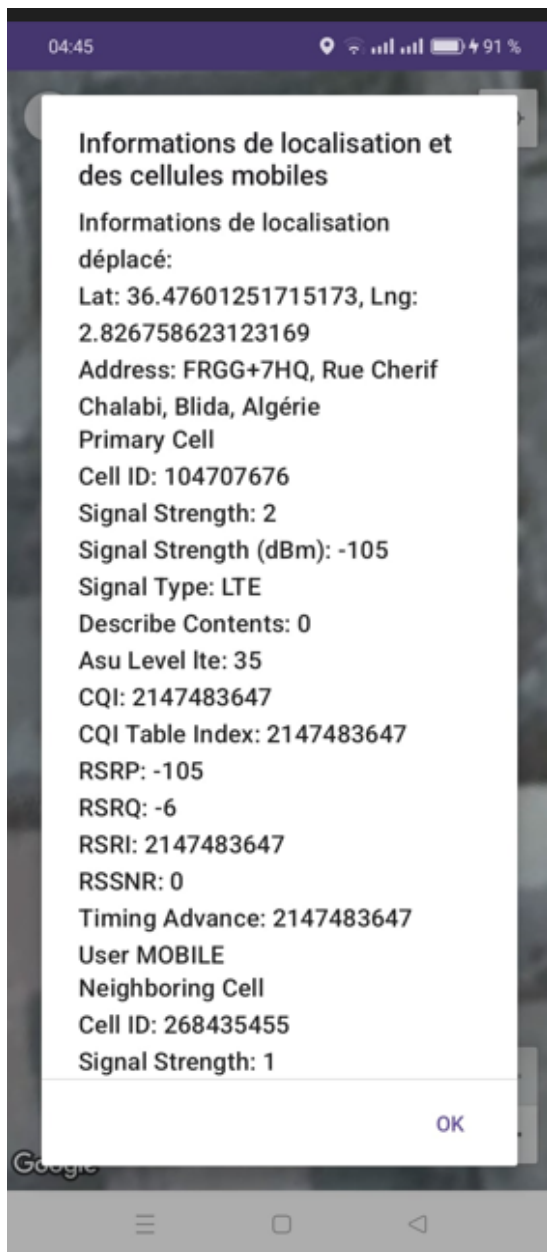 04:45 91 %
Informations de localisation et
des cellules mobiles
Informations de localisation
déplacé:
Lat: 36.47601251715173, Lng:
2.826758623123169
Address: FRGG+7HQ, Rue Cherif
Chalabi, Blida, Algérie
Primary Cell
Cell ID: 104707676
Signal Strength: 2
Signal Strength (dBm): -105
Signal Type: LTE
Describe Contents: 0
Asu Level lte: 35
CQI: 2147483647
CQI Table Index: 2147483647
RSRP: -105
RSRQ: -6
RSRI: 2147483647
RSSNR: 0
Timing Advance: 2147483647
User MOBILE
Neighboring Cell
Cell ID: 268435455
Signal Strength: 1
OK
Google